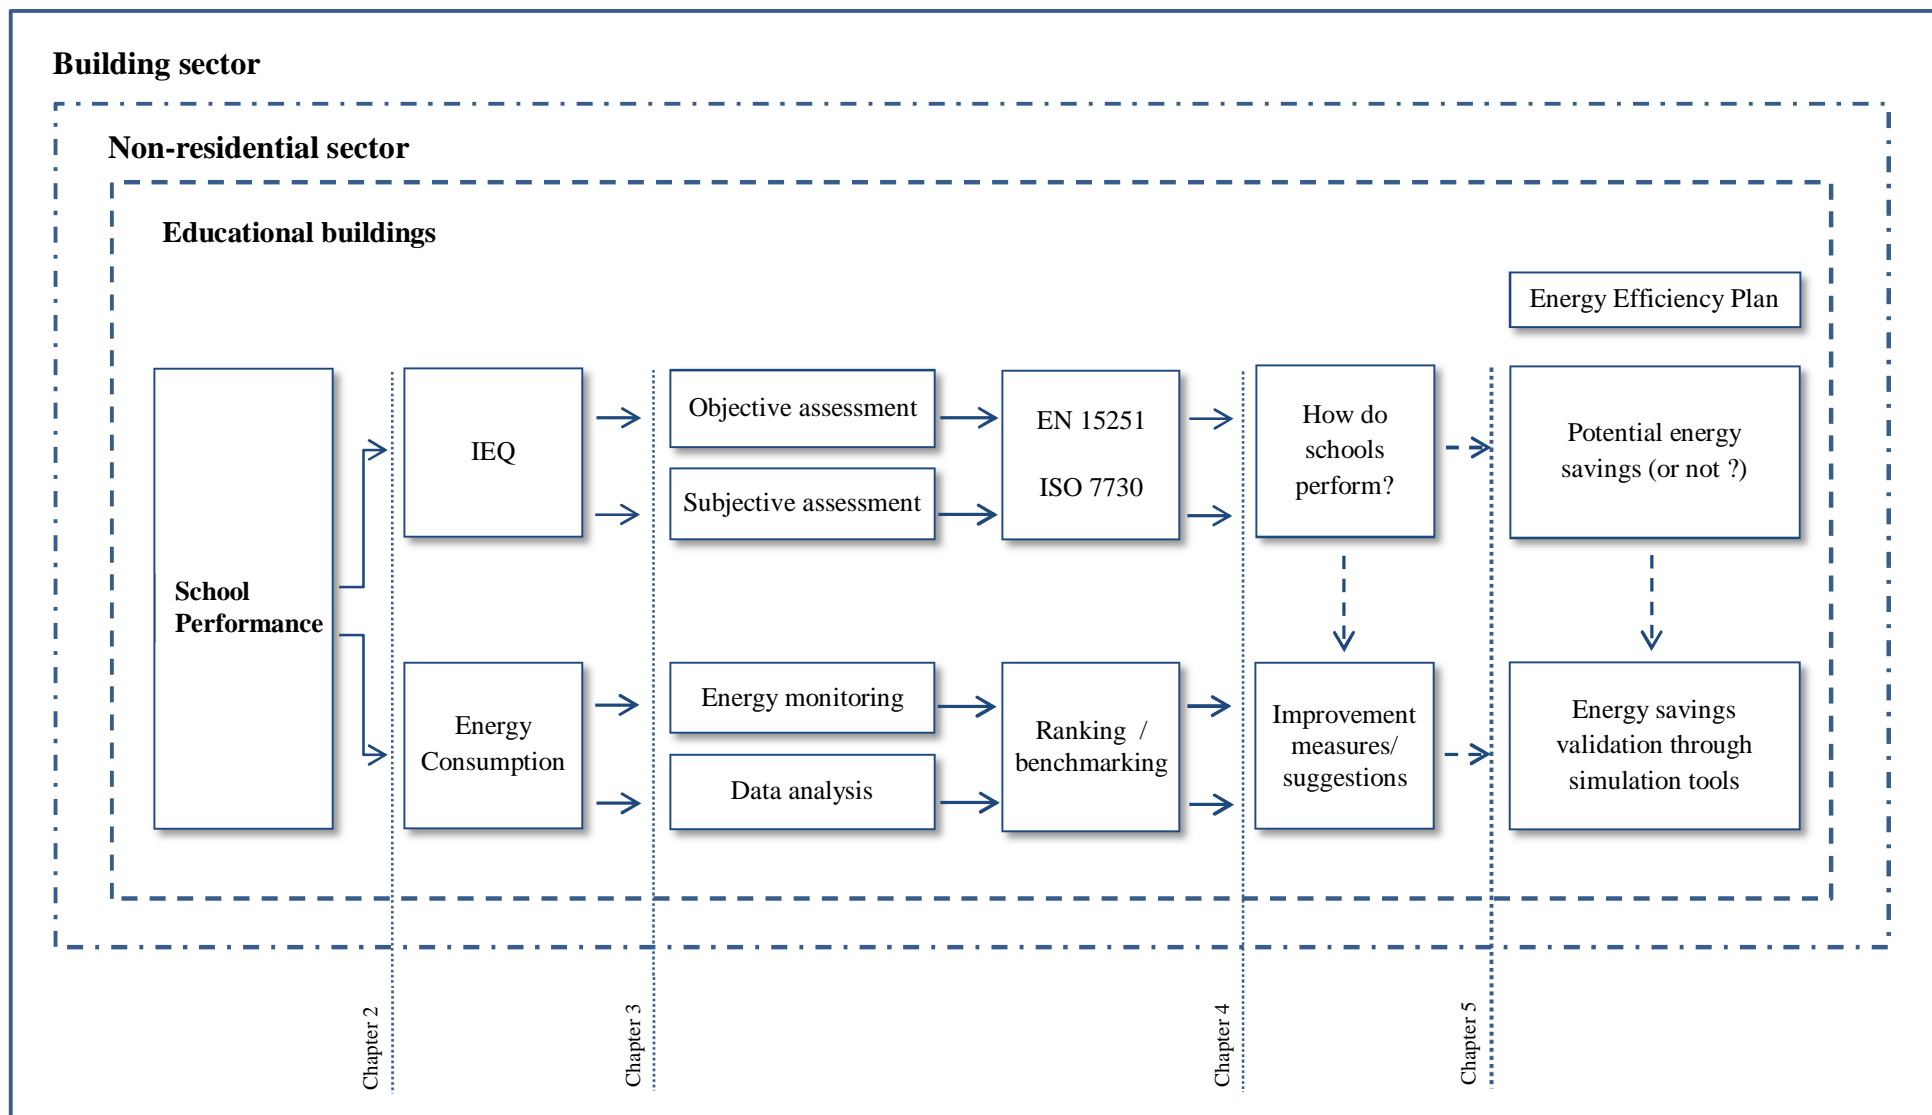 Building sector
Non-residential sector
Educational buildings
Energy Efficiency Plan
School
Performance
IEQ
Energy
Consumption
Objective assessment
Subjective assessment
Energy monitoring
Data analysis
EN 15251
ISO 7730
Ranking /
benchmarking
How do
schools
perform?
Improvement
measures/
suggestions
Potential energy
savings (or not ?)
Energy savings
validation through
simulation tools
Chapter 2
Chapter 3
Chapter 4
Chapter 5